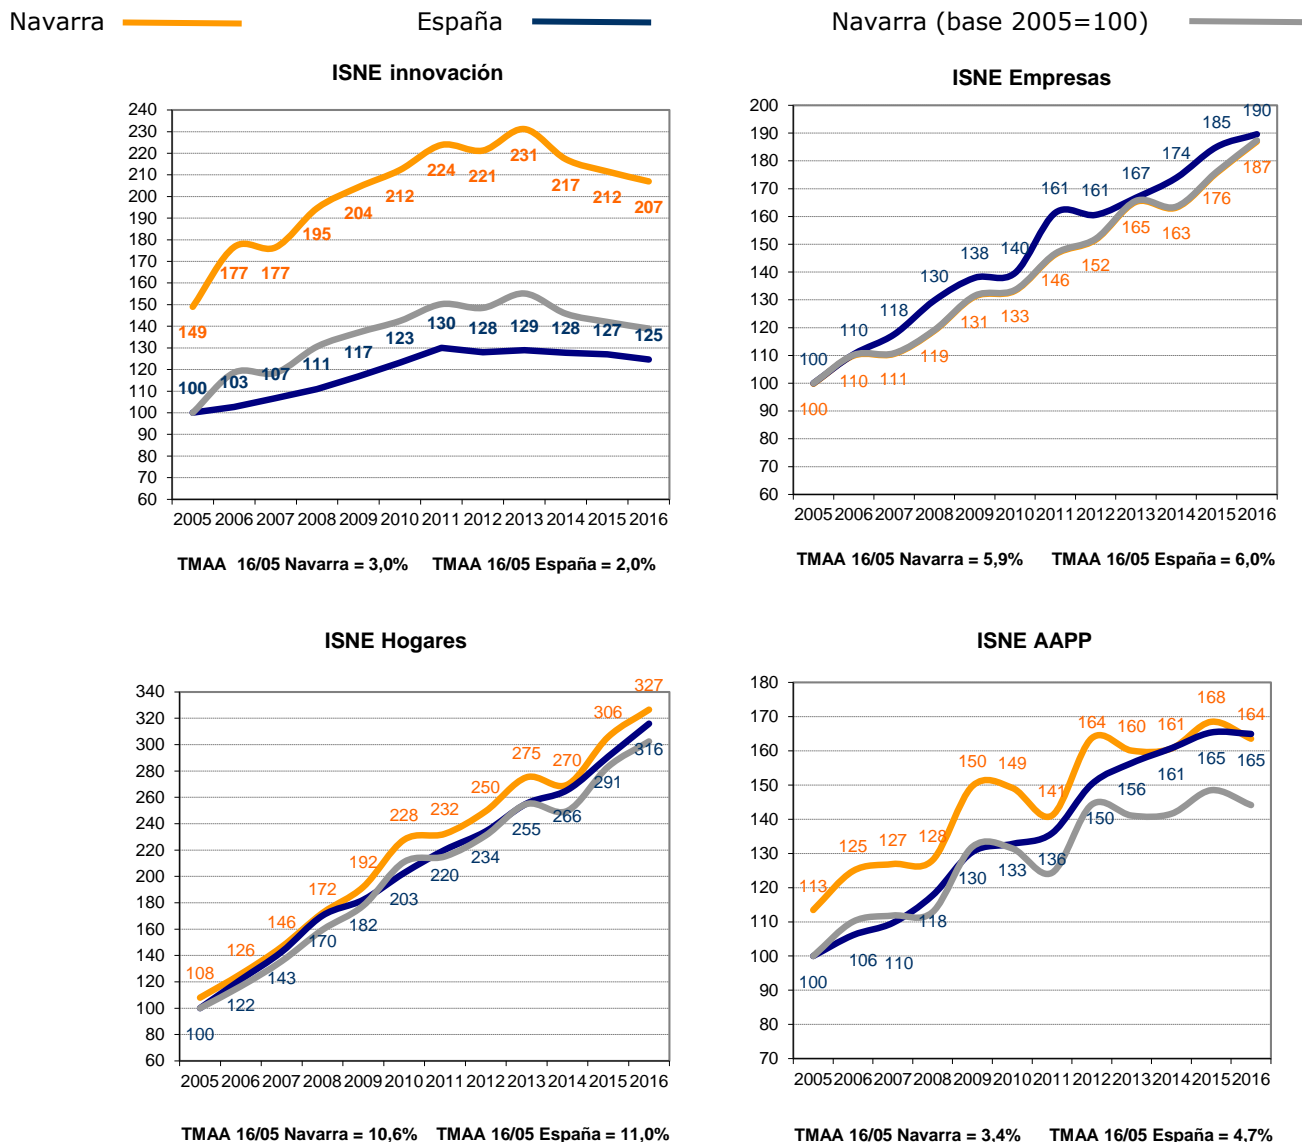 Navarra España Navarra (base 2005=100)
ISNE innovación
240
230
220
210
200
190
180
170
160
150
140
130
120
110
100
90
80
70
60
149 177 177 195 204 212 224 221 231 217 212 207
100 103 107 111 117 123 130 128 129 128 127 125
2005 2006 2007 2008 2009 2010 2011 2012 2013 2014 2015 2016
TMAA 16/05 Navarra = 3,0% TMAA 16/05 España = 2,0%
ISNE Empresas
200
190
180
170
160
150
140
130
120
110
100
90
80
70
60
100 110 118 130 138 140 161 161 167 174 185 190
100 110 111 119 131 133 146 152 165 163 176 187
2005 2006 2007 2008 2009 2010 2011 2012 2013 2014 2015 2016
TMAA 16/05 Navarra = 5,9% TMAA 16/05 España = 6,0%
ISNE Hogares
340
320
300
280
260
240
220
200
180
160
140
120
100
80
60
108 126 146 172 192 228 232 250 275 270 306 327
100 122 143 170 182 203 220 234 255 266 291 316
2005 2006 2007 2008 2009 2010 2011 2012 2013 2014 2015 2016
TMAA 16/05 Navarra = 10,6% TMAA 16/05 España = 11,0%
ISNE AAPP
180
170
160
150
140
130
120
110
100
90
80
70
113 125 127 128 150 149 141 164 160 161 168 164
100 106 110 118 130 133 136 150 156 161 165 165
2005 2006 2007 2008 2009 2010 2011 2012 2013 2014 2015 2016
TMAA 16/05 Navarra = 3,4% TMAA 16/05 España = 4,7%